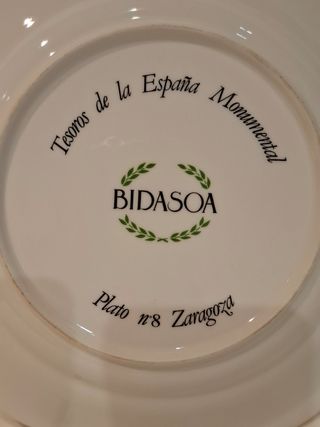 Tesoros de la España Monumental
BIDASOA
Plato nº8 Zaragoza